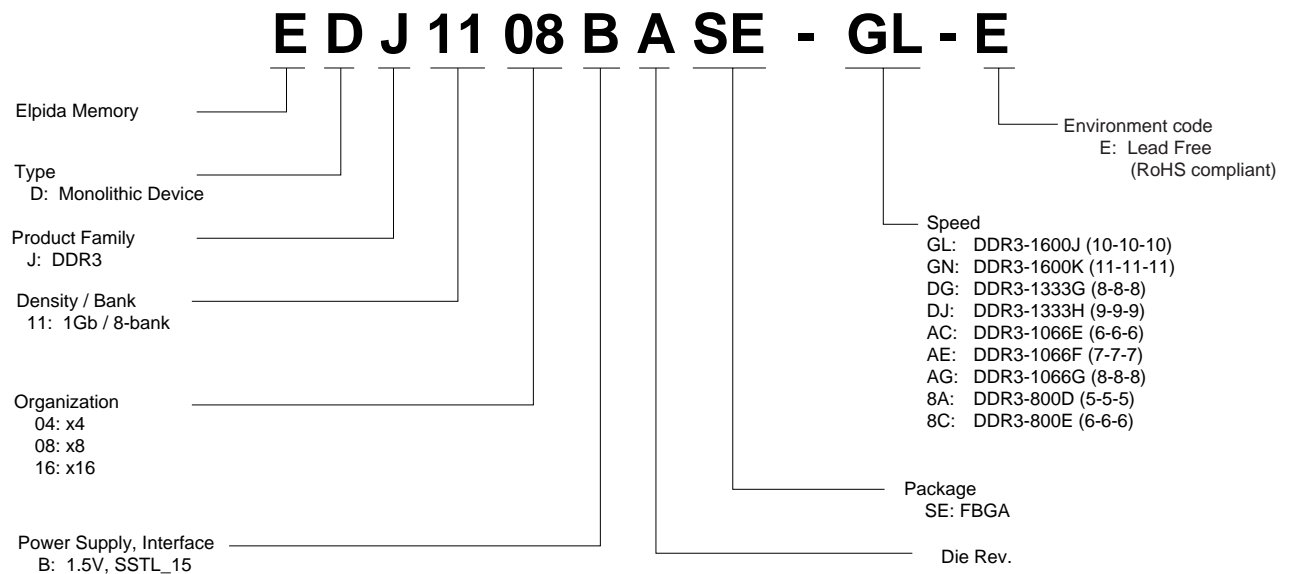 E D J 11 08 B A SE - GL - E
Elpida Memory
Type
D: Monolithic Device
Product Family
J: DDR3
Density / Bank
11: 1Gb / 8-bank
Organization
04: x4
08: x8
16: x16
Power Supply, Interface
B: 1.5V, SSTL_15
Environment code
E: Lead Free
(RoHS compliant)
Speed
GL: DDR3-1600J (10-10-10)
GN: DDR3-1600K (11-11-11)
DG: DDR3-1333G (8-8-8)
DJ: DDR3-1333H (9-9-9)
AC: DDR3-1066E (6-6-6)
AE: DDR3-1066F (7-7-7)
AG: DDR3-1066G (8-8-8)
8A: DDR3-800D (5-5-5)
8C: DDR3-800E (6-6-6)
Package
SE: FBGA
Die Rev.